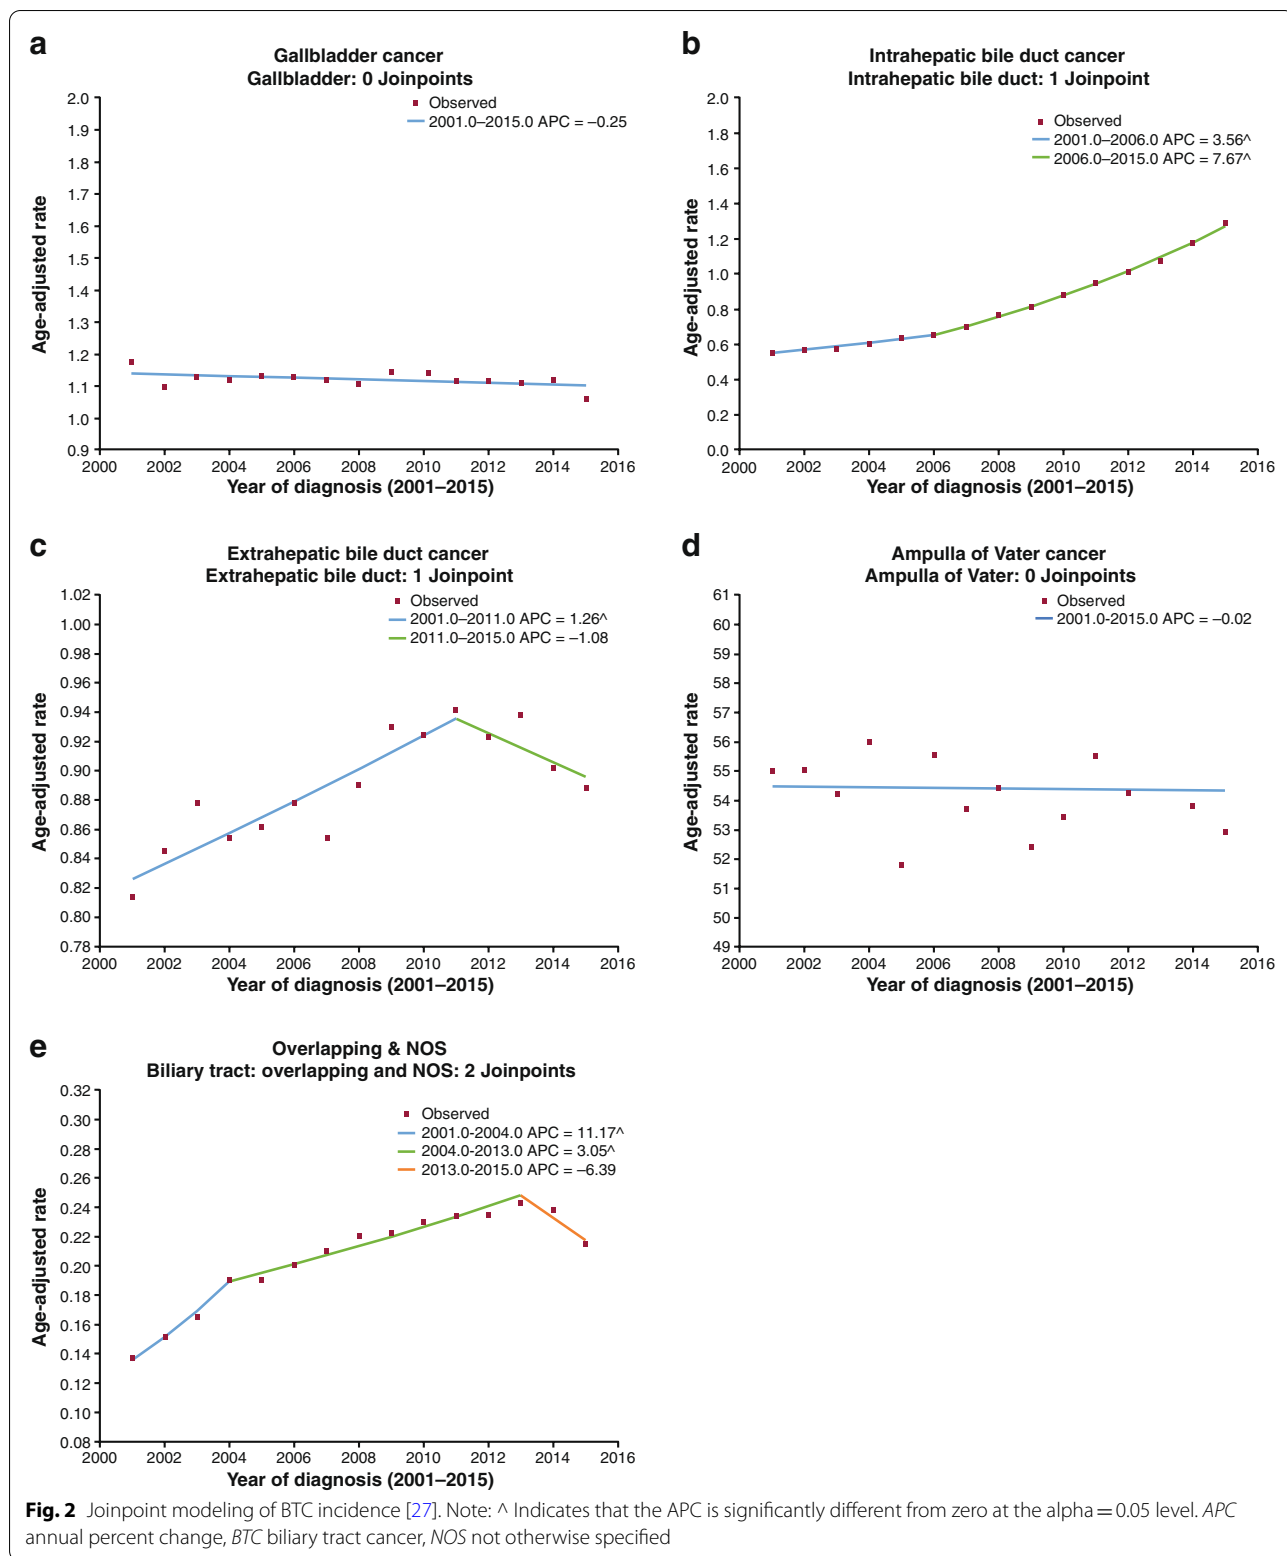 a
Gallbladder cancer
Gallbladder: 0 Joinpoints
Observed
2001.0–2015.0 APC = –0.25
2.0
1.9
1.8
1.7
1.6
1.5
1.4
1.3
1.2
1.1
1.0
0.9
Age-adjusted rate
2000 2002 2004 2006 2008 2010 2012 2014 2016
Year of diagnosis (2001–2015)
b
Intrahepatic bile duct cancer
Intrahepatic bile duct: 1 Joinpoint
Observed
2001.0–2006.0 APC = 3.56^
2006.0–2015.0 APC = 7.67^
2.0
1.8
1.6
1.4
1.2
1.0
0.8
0.6
0.4
0.2
0.0
Age-adjusted rate
2000 2002 2004 2006 2008 2010 2012 2014 2016
Year of diagnosis (2001–2015)
c
Extrahepatic bile duct cancer
Extrahepatic bile duct: 1 Joinpoint
Observed
2001.0–2011.0 APC = 1.26^
2011.0–2015.0 APC = –1.08
1.02
1.00
0.98
0.96
0.94
0.92
0.90
0.88
0.86
0.84
0.82
0.80
0.78
Age-adjusted rate
2000 2002 2004 2006 2008 2010 2012 2014 2016
Year of diagnosis (2001–2015)
d
Ampulla of Vater cancer
Ampulla of Vater: 0 Joinpoints
Observed
2001.0-2015.0 APC = –0.02
61
60
59
58
57
56
55
54
53
52
51
50
49
Age-adjusted rate
2000 2002 2004 2006 2008 2010 2012 2014 2016
Year of diagnosis (2001–2015)
e
Overlapping & NOS
Biliary tract: overlapping and NOS: 2 Joinpoints
Observed
2001.0-2004.0 APC = 11.17^
2004.0-2013.0 APC = 3.05^
2013.0-2015.0 APC = –6.39
0.32
0.30
0.28
0.26
0.24
0.22
0.20
0.18
0.16
0.14
0.12
0.10
0.08
Age-adjusted rate
2000 2002 2004 2006 2008 2010 2012 2014 2016
Year of diagnosis (2001–2015)
Fig. 2 Joinpoint modeling of BTC incidence [27]. Note: ^ Indicates that the APC is significantly different from zero at the alpha = 0.05 level. APC
annual percent change, BTC biliary tract cancer, NOS not otherwise specified